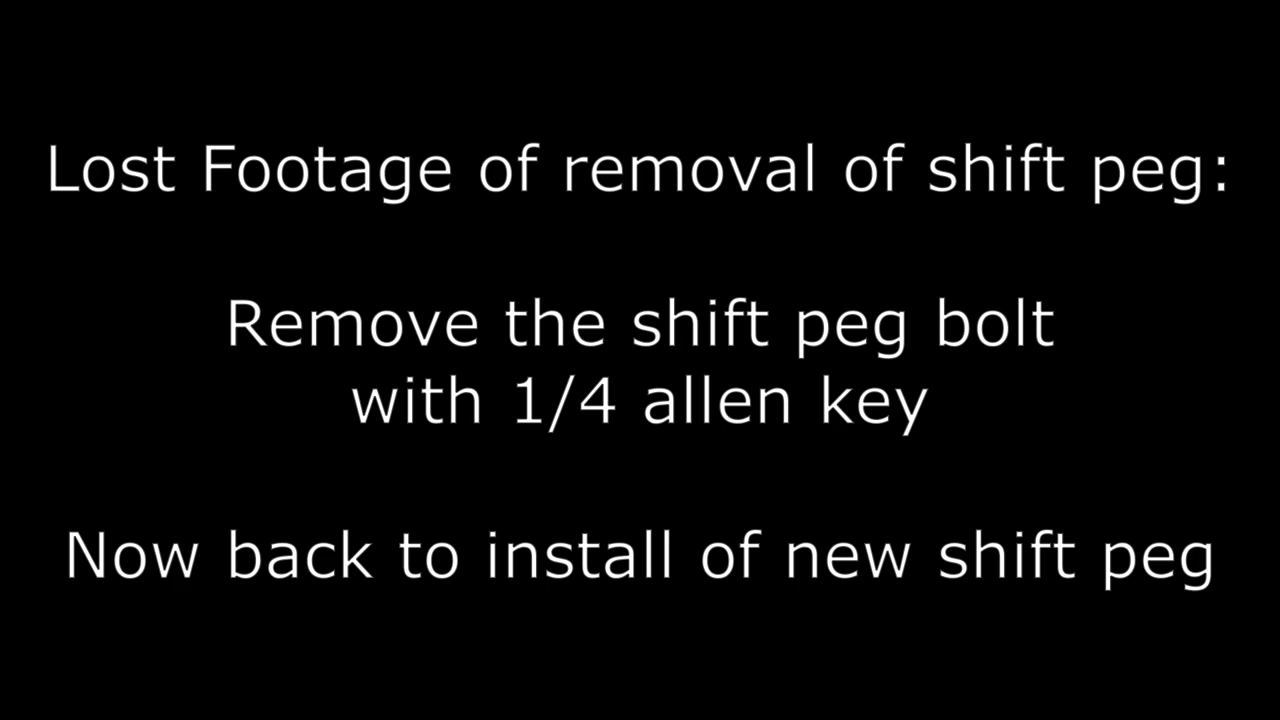 Lost Footage of removal of shift peg:
Remove the shift peg bolt
with 1/4 allen key
Now back to install of new shift peg